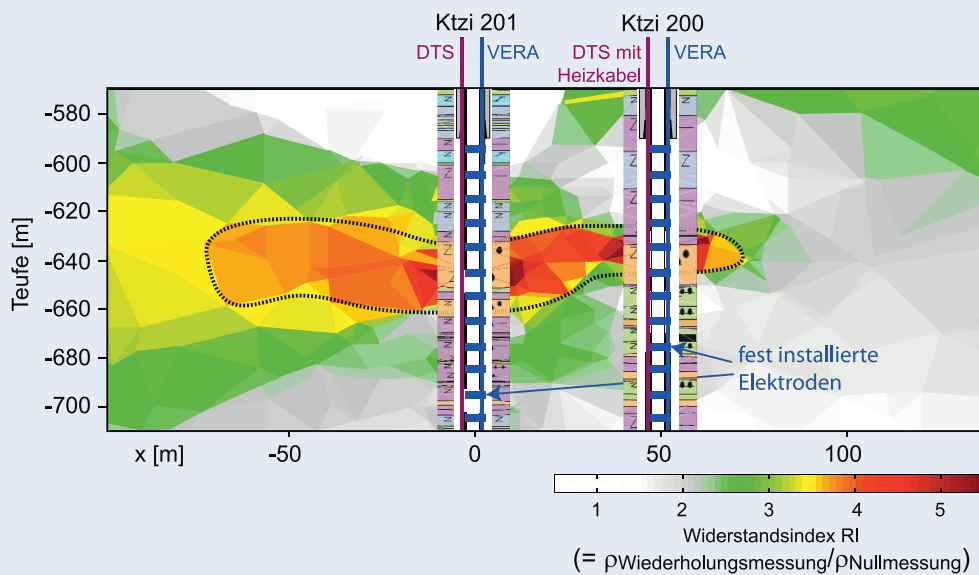 Ktzi 201
Ktzi 200
DTS
VERA
DTS mit
Heizkabel
VERA
-580
-600
-620
-640
-660
-680
-700
Teufe [m]
fest installierte
Elektroden
x [m]
-50
0
50
100
1
2
3
4
5
Widerstandsindex RI
(= ρWiederholungsmessung/ρNullmessung)